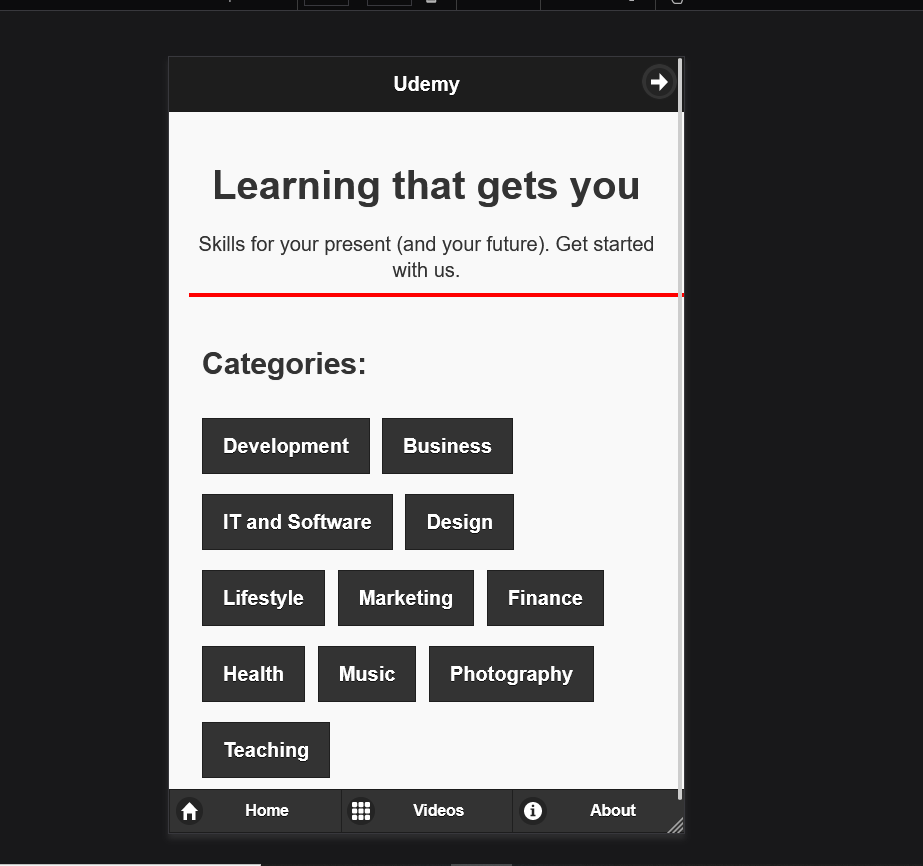 Udemy
Learning that gets you
Skills for your present (and your future). Get started
with us.
Categories:
Development Business
IT and Software Design
Lifestyle Marketing Finance
Health Music Photography
Teaching
Home Videos About